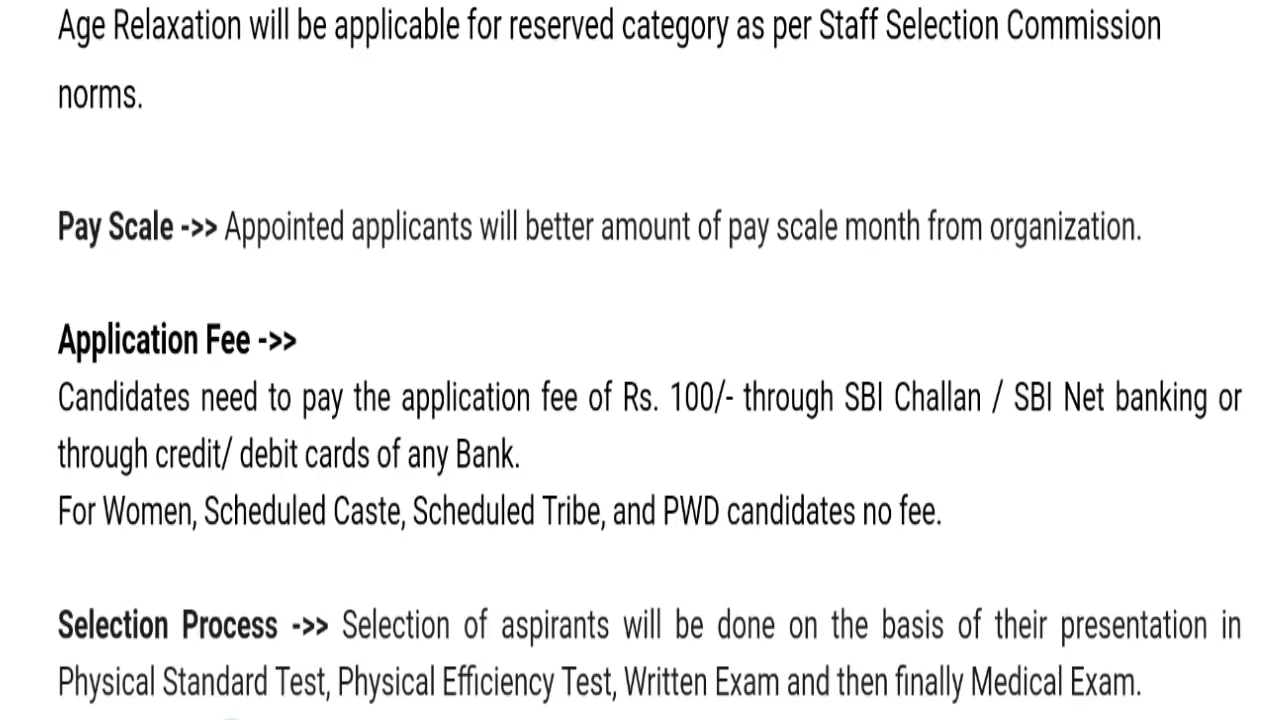 Age Relaxation will be applicable for reserved category as per Staff Selection Commission
norms.
Pay Scale ->> Appointed applicants will better amount of pay scale month from organization.
Application Fee ->>
Candidates need to pay the application fee of Rs. 100/- through SBI Challan / SBI Net banking or
through credit/ debit cards of any Bank.
For Women, Scheduled Caste, Scheduled Tribe, and PWD candidates no fee.
Selection Process ->> Selection of aspirants will be done on the basis of their presentation in
Physical Standard Test, Physical Efficiency Test, Written Exam and then finally Medical Exam.